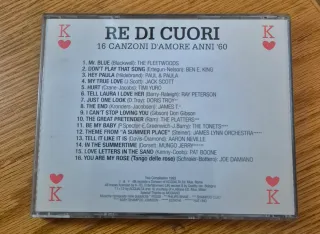 K
K
RE DI CUORI
16 CANZONI D'AMORE ANNI '60
1. Mr. BLUE (Blackwell): THE FLEETWOODS
2. DON'T PLAY THAT SONG (Ertegun-Nelson): BEN E. KING
3. HEY PAULA (Hildebrand): PAUL & PAULA
4. MY TRUE LOVE (J. Scott): JACK SCOTT
5. HURT (Crane-Jacobs): TIMI YURO
6. TELL LAURA I LOVE HER (Barry-Raleigh): RAY PETERSON
7. JUST ONE LOOK (D.Troy): DORIS TROY
8. THE END (Krondes-Jacobson): JAMES T.
9. I CAN'T STOP LOVING YOU (Gibson): Don Gibson
10. THE GREAT PRETENDER (Ram): THE PLATTERS
11. BE MY BABY (P.Spector-E.Greenwich-J.Barry): THE TONETS
12. THEME FROM "A SUMMER PLACE" (Steiner): JAMES LYNN ORCHESTRA
13. TELL IT LIKE IT IS (Davis-Diamond): AARON NEVILLE
14. IN THE SUMMERTIME (Dorset): MUNGO JERRY
15. LOVE LETTERS IN THE SAND (Kenny-Coots): PAT BOONE
16. YOU ARE MY ROSE (Tango delle rose) (Schreier-Bottero): JOE DAMIANO
K
K